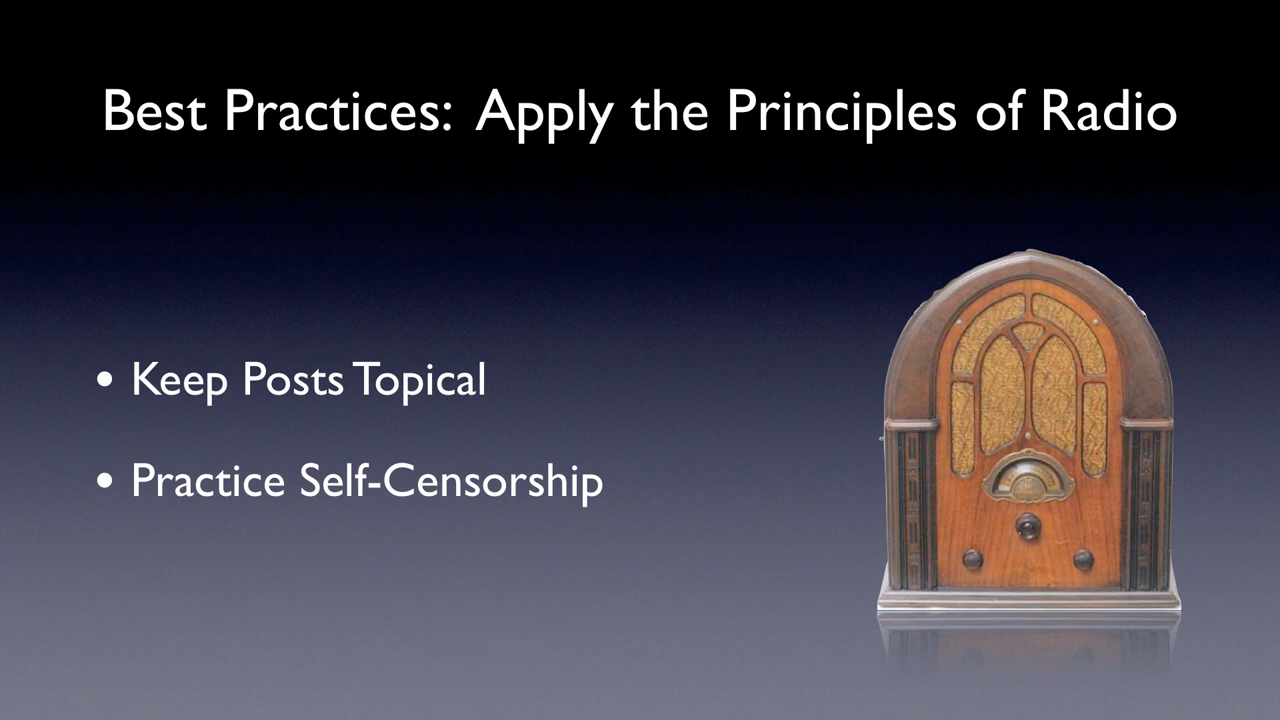 Best Practices: Apply the Principles of Radio
• Keep Posts Topical
• Practice Self-Censorship